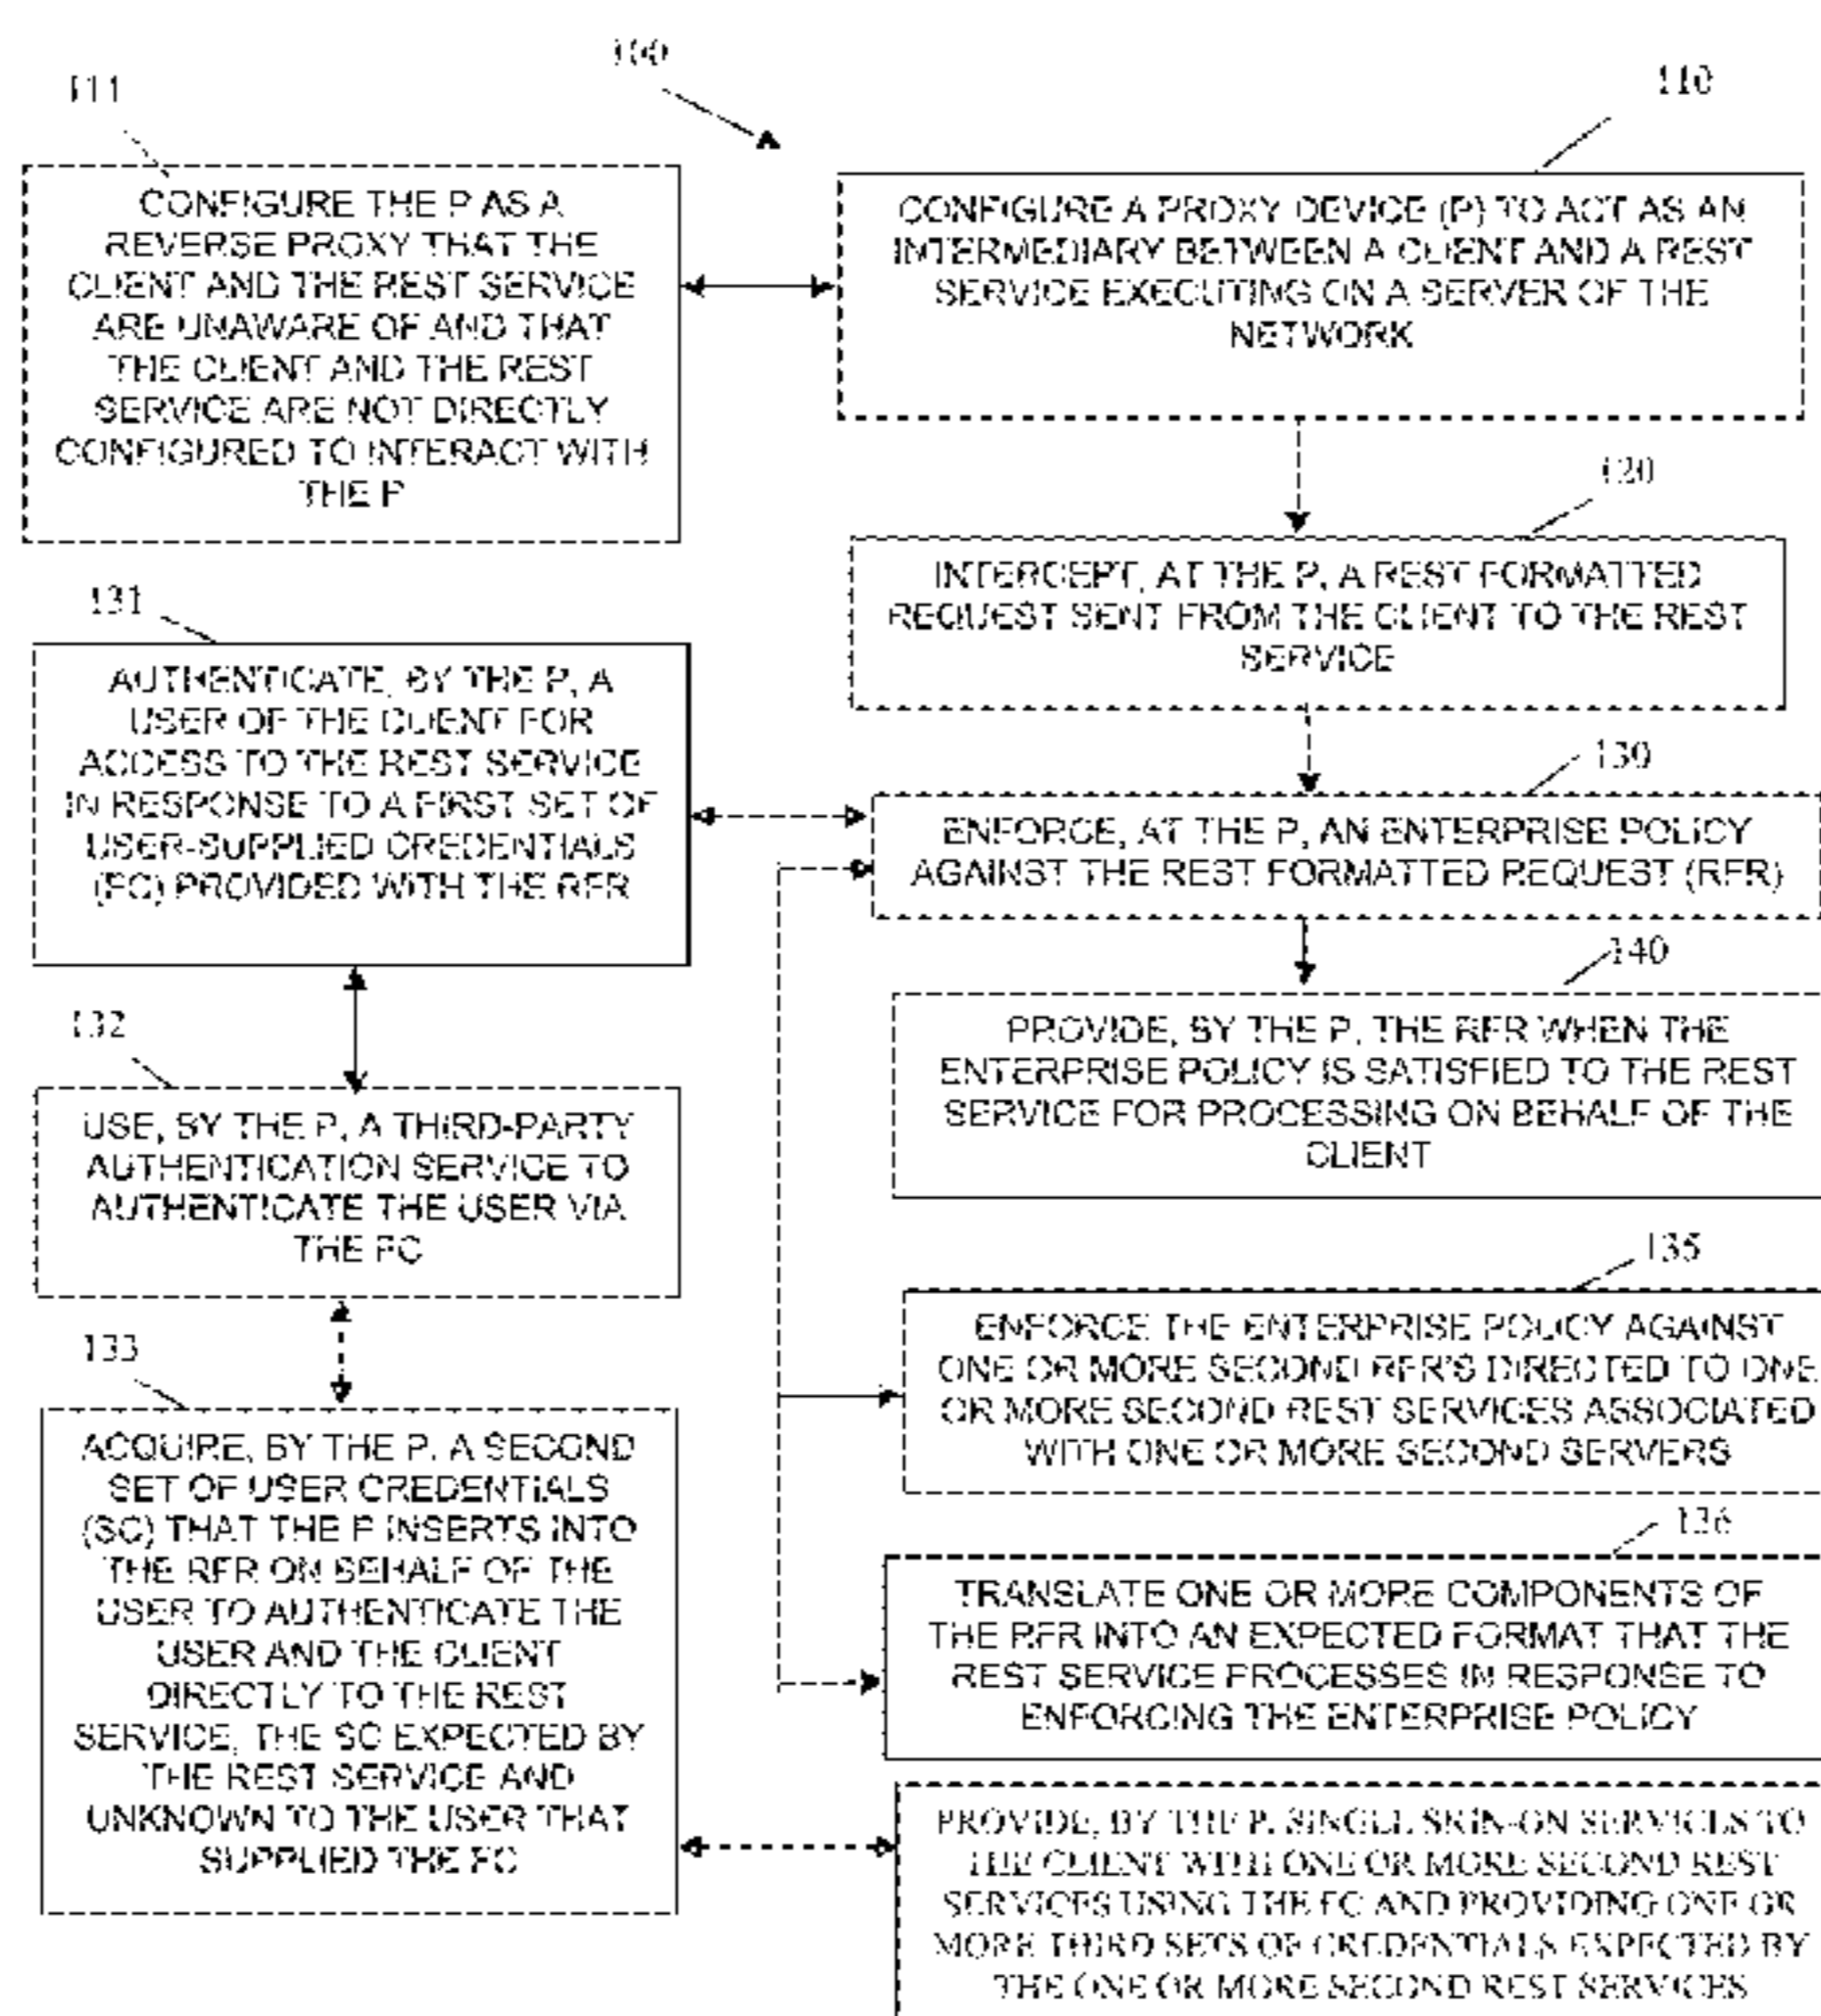 100
111
110
CONFIGURE THE P AS A
REVERSE PROXY THAT THE
CLIENT AND THE REST SERVICE
ARE UNAWARE OF AND THAT
THE CLIENT AND THE REST
SERVICE ARE NOT DIRECTLY
CONFIGURED TO INTERACT WITH
THE P
CONFIGURE A PROXY DEVICE (P) TO ACT AS AN
INTERMEDIARY BETWEEN A CLIENT AND A REST
SERVICE EXECUTING ON A SERVER OF THE
NETWORK
120
INTERCEPT, AT THE P, A REST FORMATTED
REQUEST SENT FROM THE CLIENT TO THE REST
SERVICE
131
AUTHENTICATE, BY THE P, A
USER OF THE CLIENT FOR
ACCESS TO THE REST SERVICE
IN RESPONSE TO A FIRST SET OF
USER-SUPPLIED CREDENTIALS
(FC) PROVIDED WITH THE RFR
130
ENFORCE, AT THE P, AN ENTERPRISE POLICY
AGAINST THE REST FORMATTED REQUEST (RFR)
140
PROVIDE, BY THE P, THE RFR WHEN THE
ENTERPRISE POLICY IS SATISFIED TO THE REST
SERVICE FOR PROCESSING ON BEHALF OF THE
CLIENT
132
USE, BY THE P, A THIRD-PARTY
AUTHENTICATION SERVICE TO
AUTHENTICATE THE USER VIA
THE FC
135
ENFORCE THE ENTERPRISE POLICY AGAINST
ONE OR MORE SECOND RFR'S DIRECTED TO ONE
OR MORE SECOND REST SERVICES ASSOCIATED
WITH ONE OR MORE SECOND SERVERS
133
ACQUIRE, BY THE P, A SECOND
SET OF USER CREDENTIALS
(SC) THAT THE P INSERTS INTO
THE RFR ON BEHALF OF THE
USER TO AUTHENTICATE THE
USER AND THE CLIENT
DIRECTLY TO THE REST
SERVICE, THE SC EXPECTED BY
THE REST SERVICE AND
UNKNOWN TO THE USER THAT
SUPPLIED THE FC
136
TRANSLATE ONE OR MORE COMPONENTS OF
THE RFR INTO AN EXPECTED FORMAT THAT THE
REST SERVICE PROCESSES IN RESPONSE TO
ENFORCING THE ENTERPRISE POLICY
PROVIDE, BY THE P, SINGLE SIGN-ON SERVICES TO
THE CLIENT WITH ONE OR MORE SECOND REST
SERVICES USING THE FC AND PROVIDING ONE OR
MORE THIRD SETS OF CREDENTIALS EXPECTED BY
THE ONE OR MORE SECOND REST SERVICES